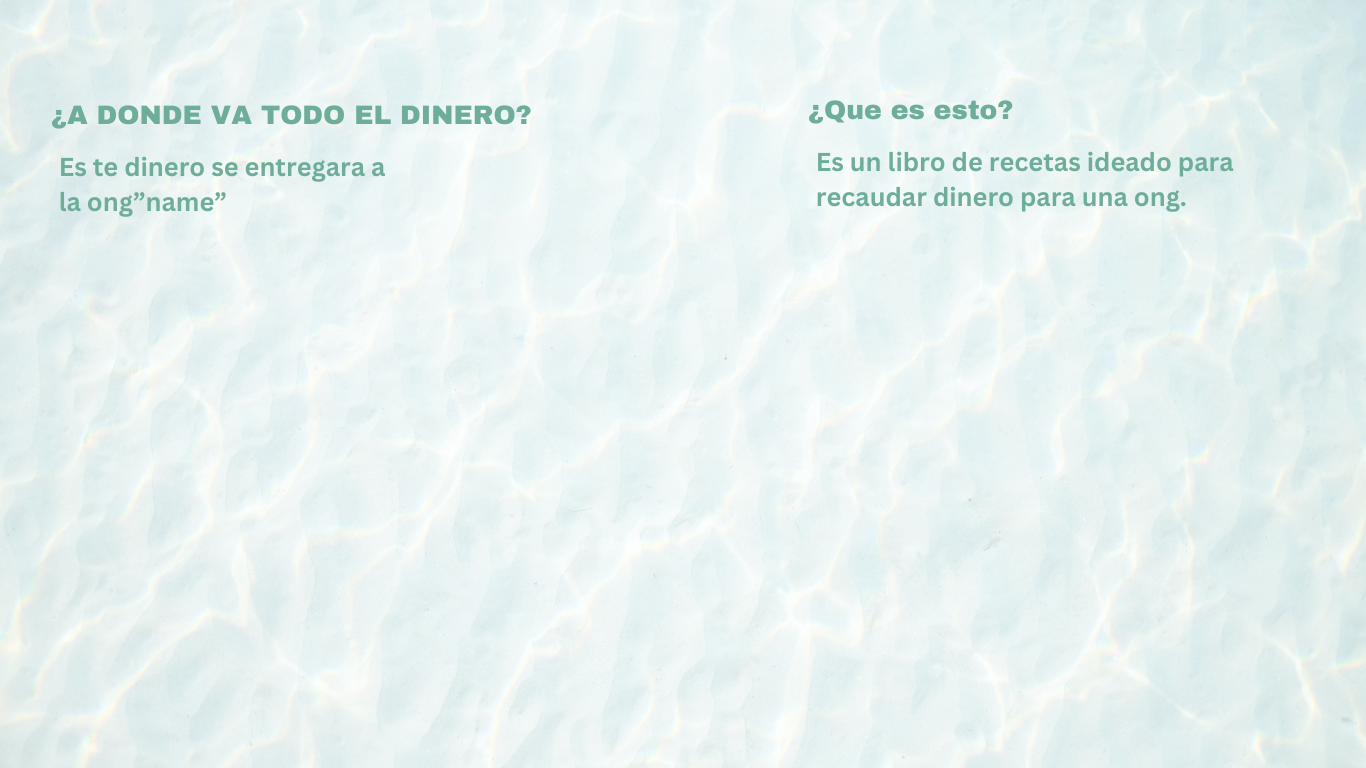 ¿A DONDE VA TODO EL DINERO?
Es te dinero se entregara a
la ong”name”
¿Que es esto?
Es un libro de recetas ideado para
recaudar dinero para una ong.